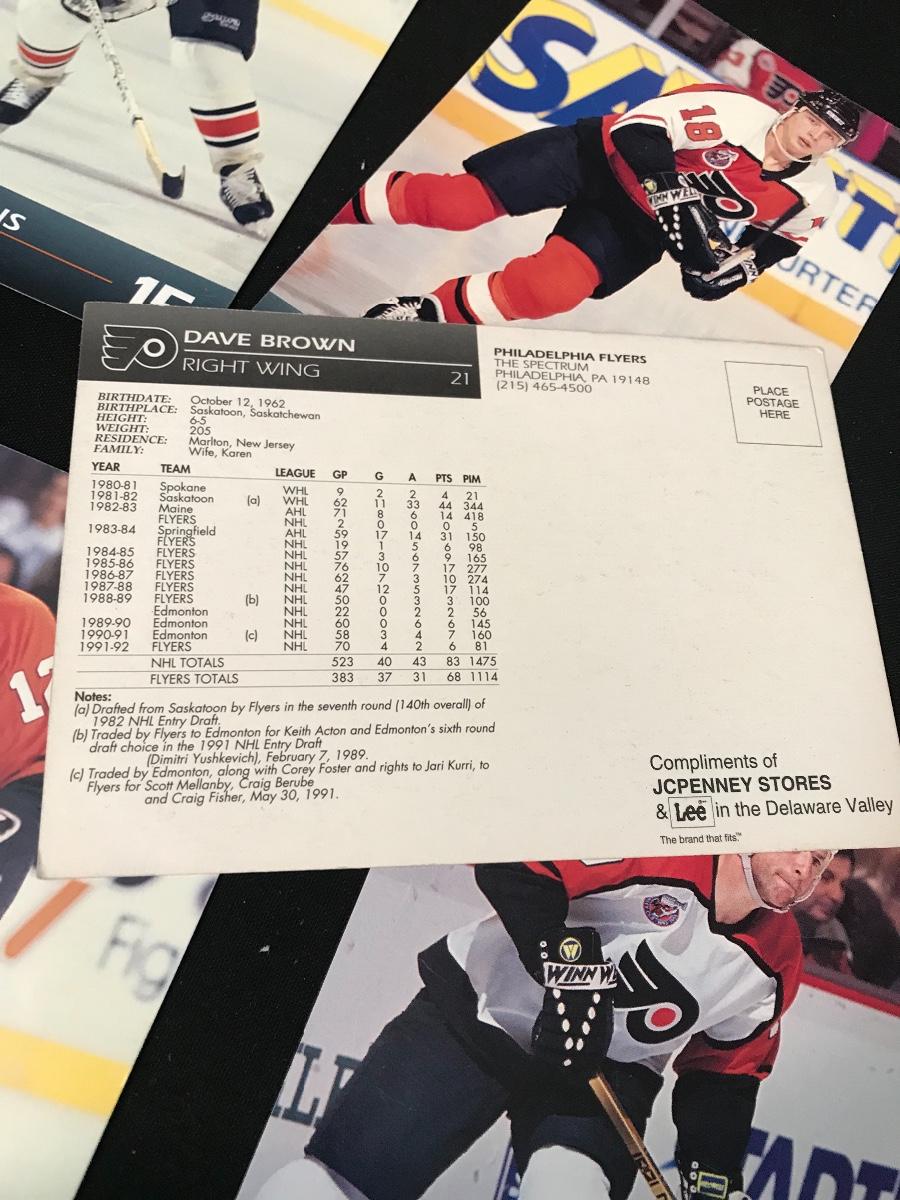 IS
15
SA
18
WINN WELL
TT
URTER
DAVE BROWN
RIGHT WING
21
PHILADELPHIA FLYERS
THE SPECTRUM
PHILADELPHIA, PA 19148
(215) 465-4500
PLACE
POSTAGE
HERE
BIRTHDATE: October 12, 1962
BIRTHPLACE: Saskatoon, Saskatchewan
HEIGHT: 6-5
WEIGHT: 205
RESIDENCE: Marlton, New Jersey
FAMILY: Wife, Karen
YEAR TEAM LEAGUE GP G A PTS PIM
1980-81 Spokane WHL 9 2 2 4 21
1981-82 Saskatoon (a) WHL 62 11 33 44 344
1982-83 Maine AHL 71 8 6 14 418
FLYERS NHL 2 0 0 0 5
1983-84 Springfield AHL 59 17 14 31 150
FLYERS NHL 19 1 5 6 98
1984-85 FLYERS NHL 57 3 6 9 165
1985-86 FLYERS NHL 76 10 7 17 277
1986-87 FLYERS NHL 62 7 3 10 274
1987-88 FLYERS NHL 47 12 5 17 114
1988-89 FLYERS (b) NHL 50 0 3 3 100
Edmonton NHL 22 0 2 2 56
1989-90 Edmonton NHL 60 0 6 6 145
1990-91 Edmonton (c) NHL 58 3 4 7 160
1991-92 FLYERS NHL 70 4 2 6 81
NHL TOTALS 523 40 43 83 1475
FLYERS TOTALS 383 37 31 68 1114
Notes:
(a) Drafted from Saskatoon by Flyers in the seventh round (140th overall) of
1982 NHL Entry Draft.
(b) Traded by Flyers to Edmonton for Keith Acton and Edmonton's sixth round
draft choice in the 1991 NHL Entry Draft
(Dimitri Yushkevich), February 7, 1989.
(c) Traded by Edmonton, along with Corey Foster and rights to Jari Kurri, to
Flyers for Scott Mellanby, Craig Berube
and Craig Fisher, May 30, 1991.
Compliments of
JCPENNEY STORES
& Lee in the Delaware Valley
The brand that fits.™
12
Fig
WINN W